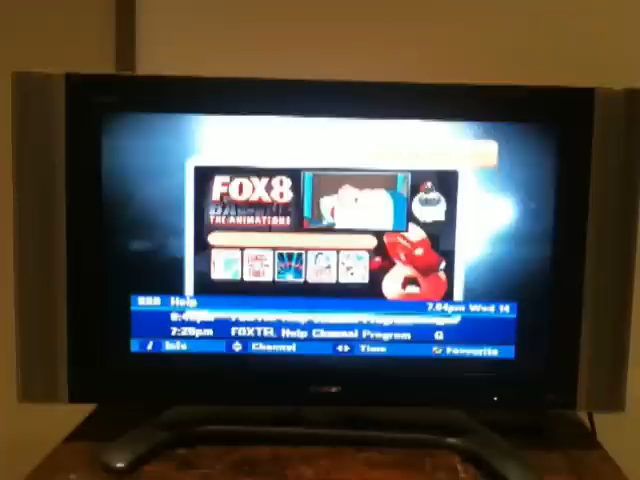 FOX8
THE ANIMATIONS
Help
7.04pm Wed 14
7:20pm FOXTEL Help Channel Program G
i Info Channel Time Favourite